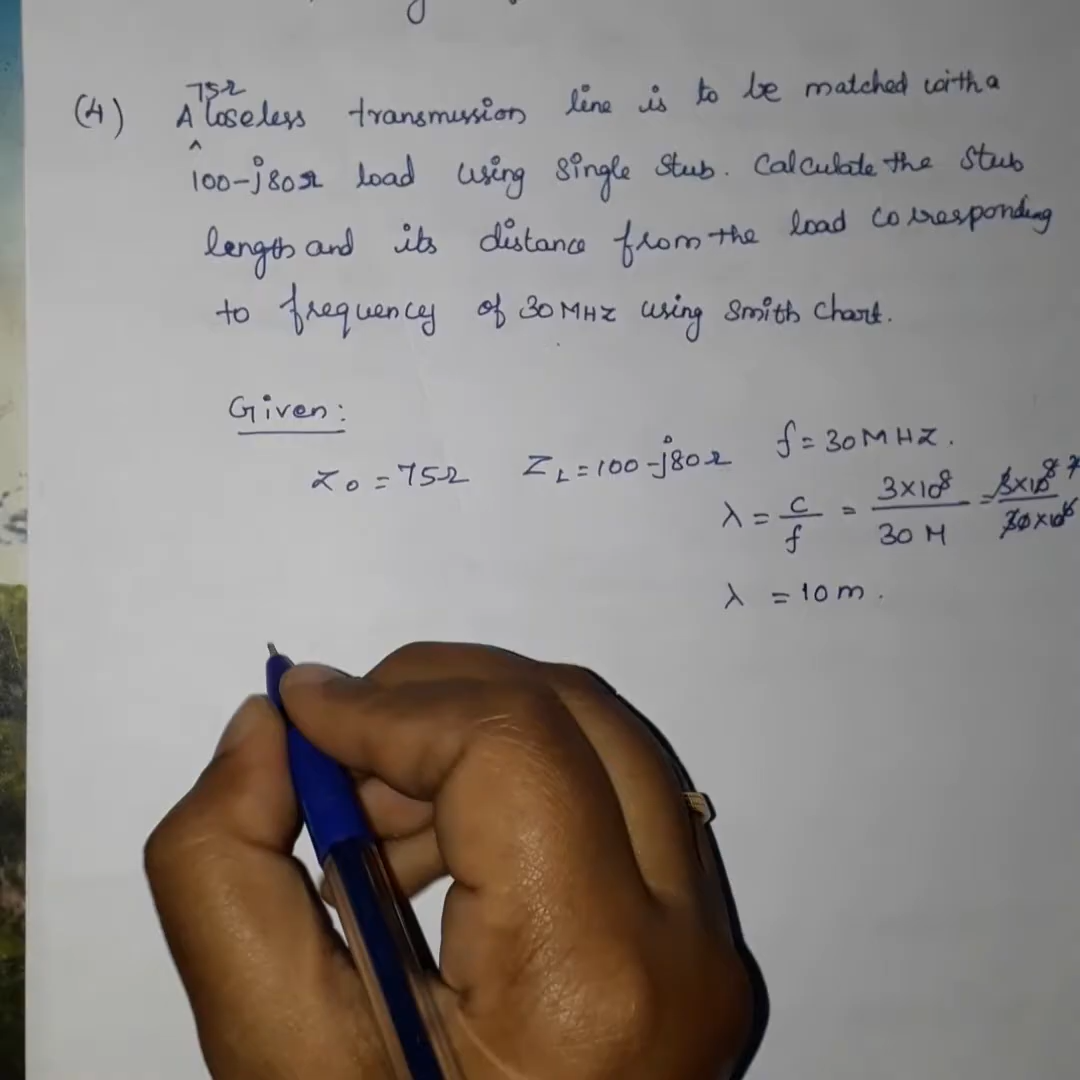 (4) A 75Ω loseless transmission line is to be matched with a
100-j80Ω load using single stub. Calculate the stub
length and its distance from the load corresponding
to frequency of 30 MHZ using Smith Chart.
Given:
Z0 = 75Ω ZL = 100-j80Ω f = 30 MHZ.
λ = c/f = 3×10^8/30 M = 3×10^8/30×10^6
λ = 10 m.